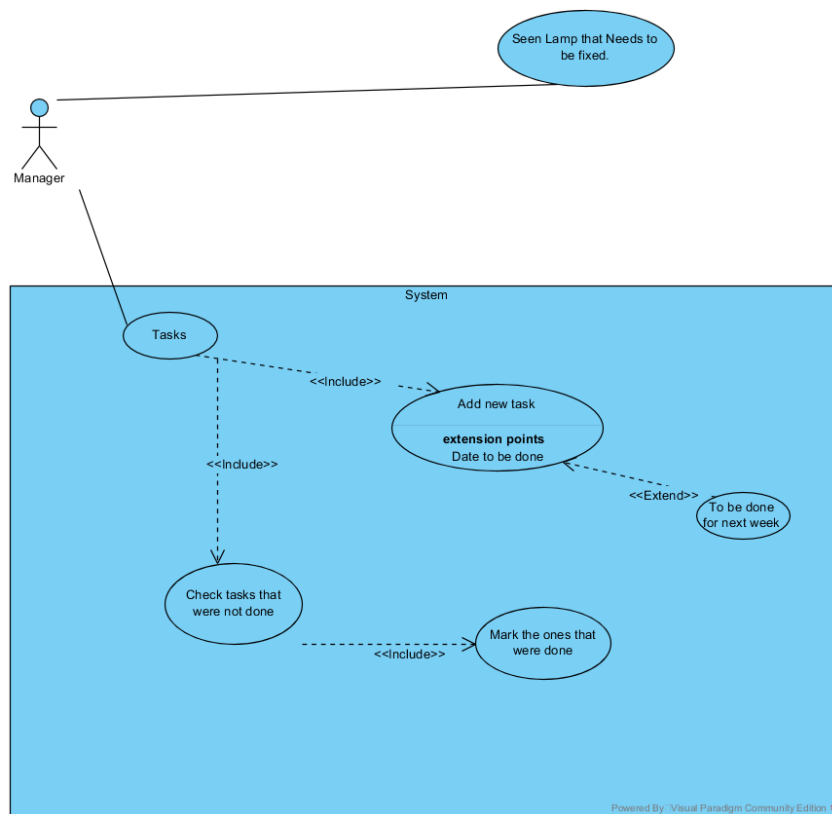 Seen Lamp that Needs to
be fixed.
Manager
System
Tasks
<<Include>>
Add new task
extension points
Date to be done
<<Include>>
<<Extend>>
To be done
for next week
Check tasks that
were not done
Mark the ones that
were done
<<Include>>
Powered By Visual Paradigm Community Edition